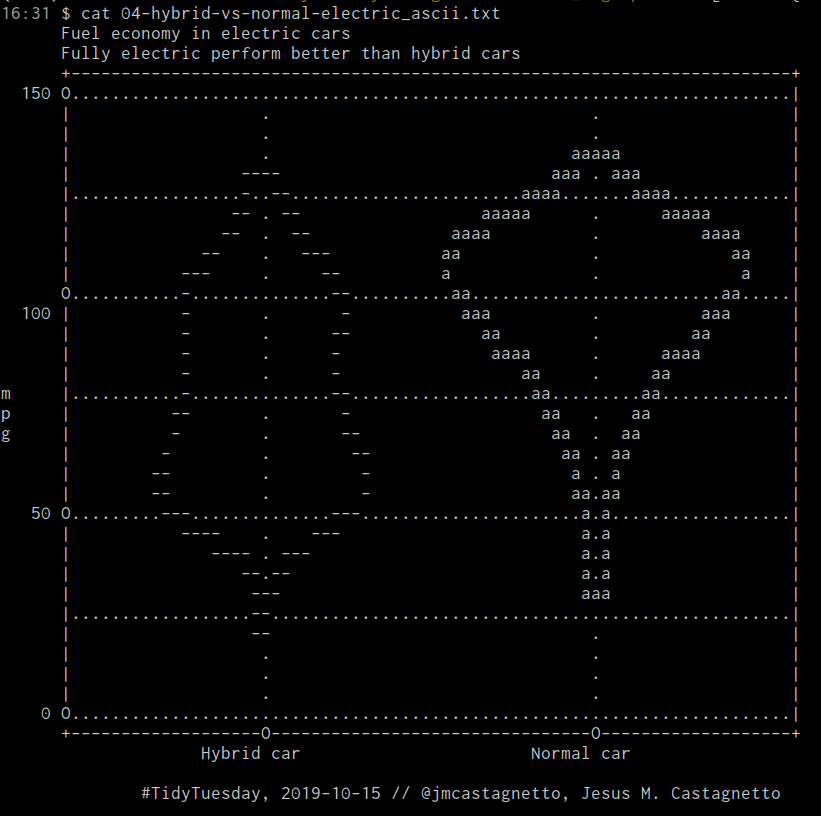 16:31 $ cat 04-hybrid-vs-normal-electric_ascii.txt
Fuel economy in electric cars
Fully electric perform better than hybrid cars
150
100
mpg
50
0
Hybrid car Normal car
#TidyTuesday, 2019-10-15 // @jmcastagnetto, Jesus M. Castagnetto